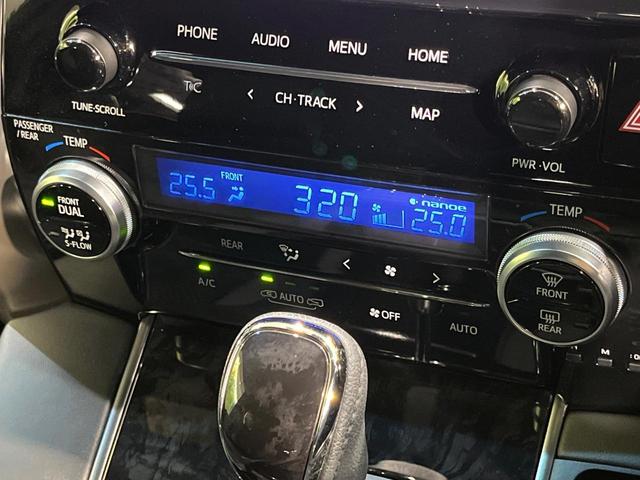 PHONE AUDIO MENU HOME
T&C
TUNE·SCROLL < CH·TRACK > MAP
PWR·VOL
PASSENGER
/REAR
TEMP
FRONT
DUAL
S-FLOW
25.5 FRONT 320 nanoe 25.0
TEMP
REAR < >
A/C AUTO OFF AUTO
FRONT
REAR
M